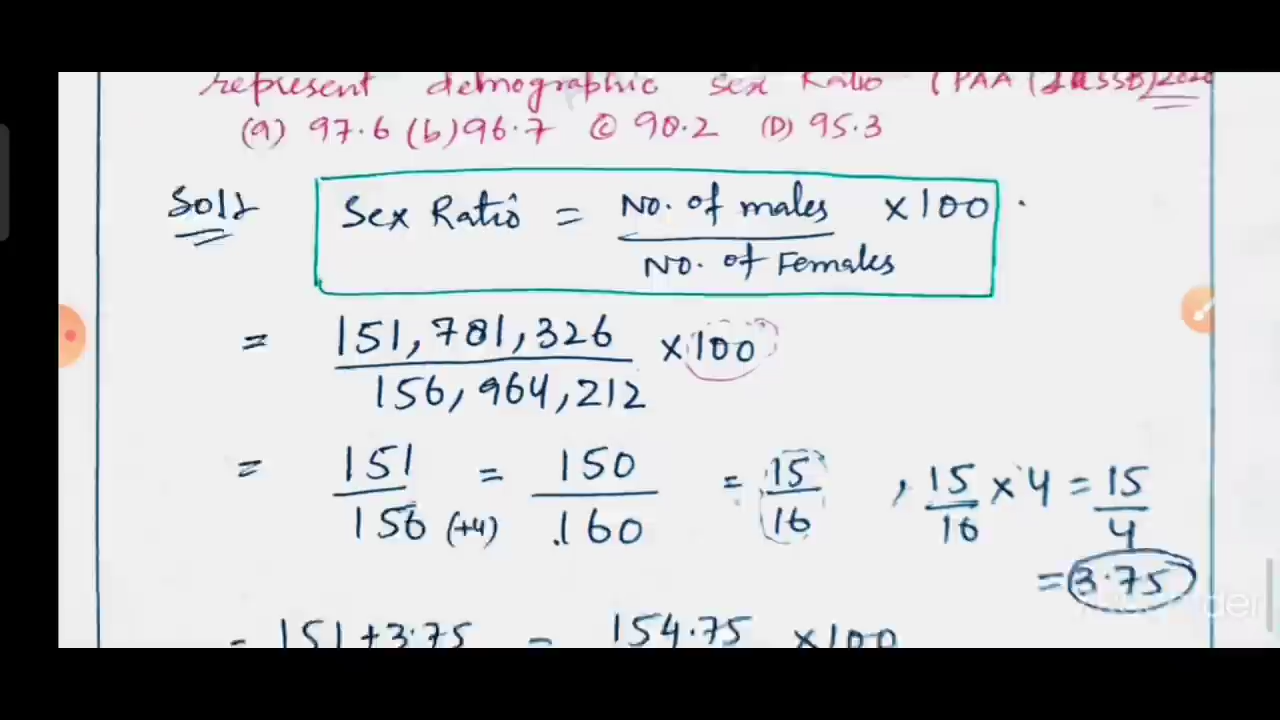 represent demographic sex Ratio (PAA (JKSSB) 2020
(a) 97.6 (b) 96.7 (c) 90.2 (D) 95.3
Sol:
Sex Ratio = No. of males / No. of Females × 100
= 151,781,326 / 156,964,212 × 100
= 151 / 156 (+4) = 150 / 160 = 15 / 16 , 15 / 16 × 4 = 15 / 4
= 3.75
= 151 + 3.75 = 154.75 × 100